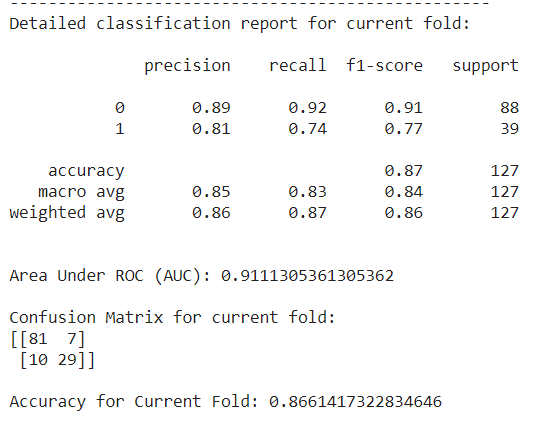 --------------------------------------------------
Detailed classification report for current fold:
precision recall f1-score support
0 0.89 0.92 0.91 88
1 0.81 0.74 0.77 39
accuracy 0.87 127
macro avg 0.85 0.83 0.84 127
weighted avg 0.86 0.87 0.86 127
Area Under ROC (AUC): 0.9111305361305362
Confusion Matrix for current fold:
[[81 7]
[10 29]]
Accuracy for Current Fold: 0.8661417322834646